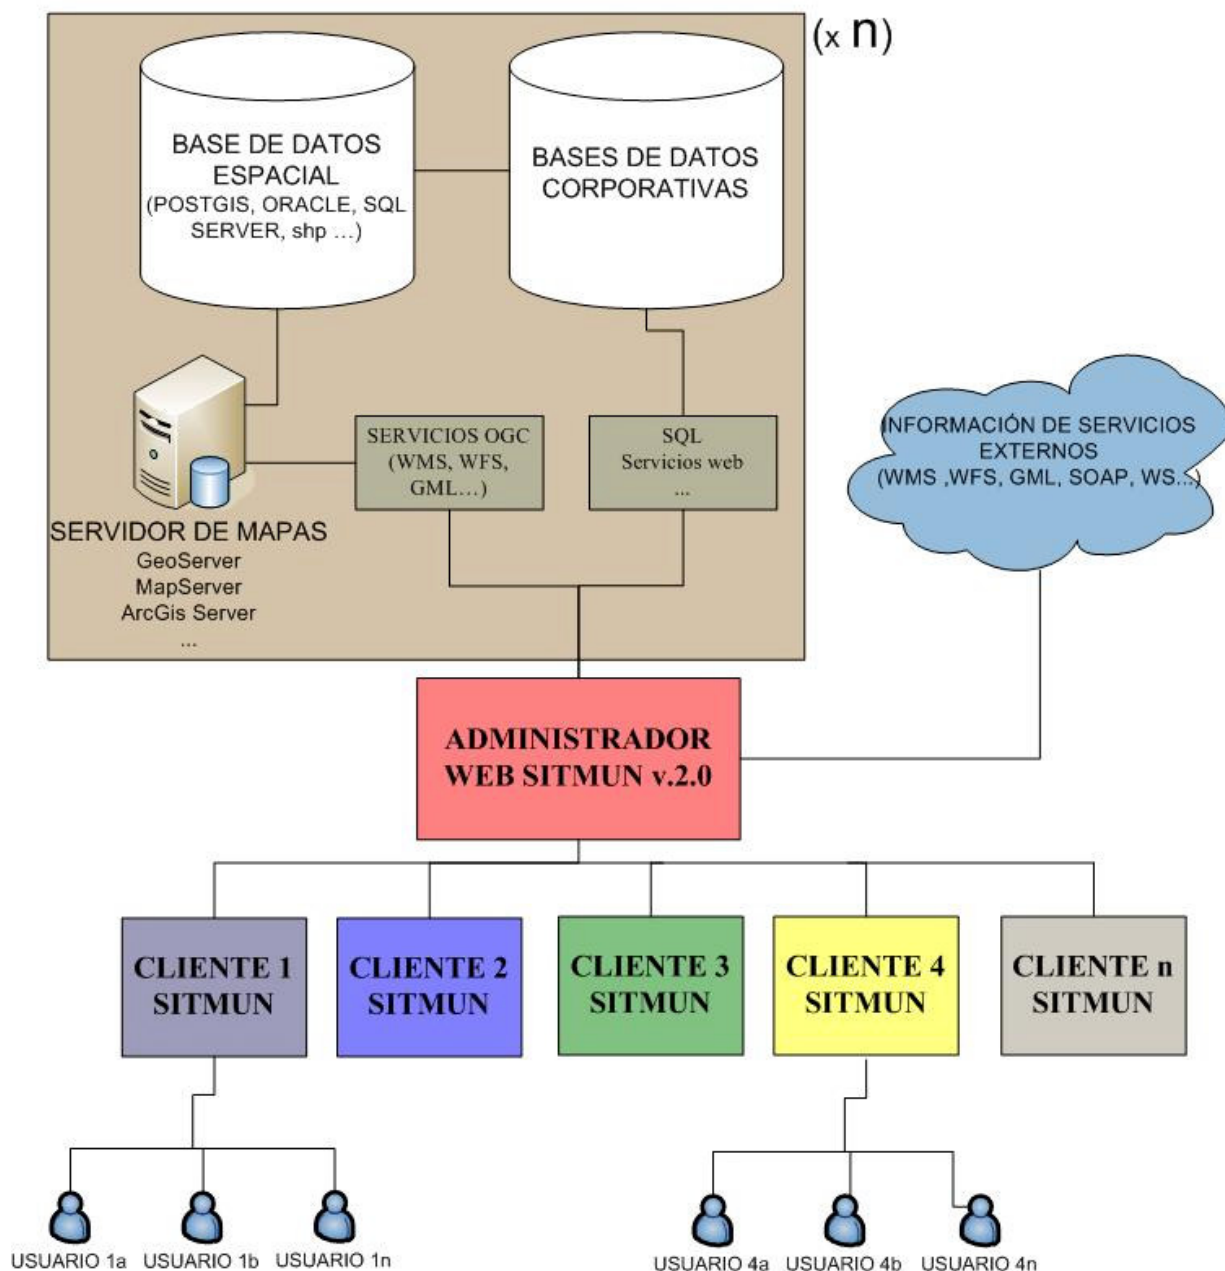 (x n)
BASE DE DATOS
ESPACIAL
(POSTGIS, ORACLE, SQL
SERVER, shp ...)
BASES DE DATOS
CORPORATIVAS
SERVICIOS OGC
(WMS, WFS,
GML...)
SQL
Servicios web
...
INFORMACIÓN DE SERVICIOS
EXTERNOS
(WMS ,WFS, GML, SOAP, WS...)
SERVIDOR DE MAPAS
GeoServer
MapServer
ArcGis Server
...
ADMINISTRADOR
WEB SITMUN v.2.0
CLIENTE 1
SITMUN
CLIENTE 2
SITMUN
CLIENTE 3
SITMUN
CLIENTE 4
SITMUN
CLIENTE n
SITMUN
USUARIO 1a
USUARIO 1b
USUARIO 1n
USUARIO 4a
USUARIO 4b
USUARIO 4n